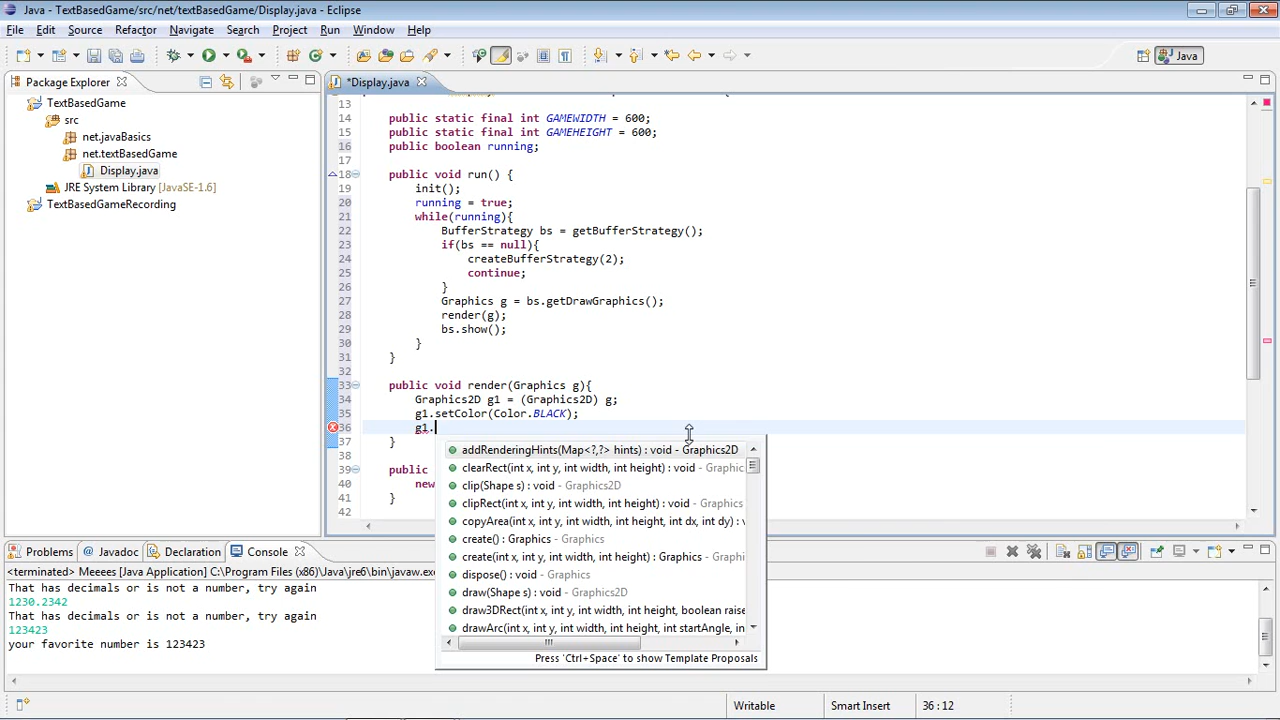 Java - TextBasedGame/src/net/textBasedGame/Display.java - Eclipse
File Edit Source Refactor Navigate Search Project Run Window Help
Java
Package Explorer
*Display.java
TextBasedGame
src
net.javaBasics
net.textBasedGame
Display.java
JRE System Library [JavaSE-1.6]
TextBasedGameRecording
13
14 public static final int GAMEWIDTH = 600;
15 public static final int GAMEHEIGHT = 600;
16 public boolean running;
17
18 public void run() {
19 init();
20 running = true;
21 while(running){
22 BufferStrategy bs = getBufferStrategy();
23 if(bs == null){
24 createBufferStrategy(2);
25 continue;
26 }
27 Graphics g = bs.getDrawGraphics();
28 render(g);
29 bs.show();
30 }
31 }
32
33 public void render(Graphics g){
34 Graphics2D g1 = (Graphics2D) g;
35 g1.setColor(Color.BLACK);
36 g1.
37 }
38
39 public
40 new
41 }
42
addRenderingHints(Map<?,?> hints) : void - Graphics2D
clearRect(int x, int y, int width, int height) : void - Graphic
clip(Shape s) : void - Graphics2D
clipRect(int x, int y, int width, int height) : void - Graphics
copyArea(int x, int y, int width, int height, int dx, int dy) : v
create() : Graphics - Graphics
create(int x, int y, int width, int height) : Graphics - Graphi
dispose() : void - Graphics
draw(Shape s) : void - Graphics2D
draw3DRect(int x, int y, int width, int height, boolean raise
drawArc(int x, int y, int width, int height, int startAngle, in
Press 'Ctrl+Space' to show Template Proposals
Problems Javadoc Declaration Console
<terminated> Meeees [Java Application] C:\Program Files (x86)\Java\jre6\bin\javaw.exe
That has decimals or is not a number, try again
1230.2342
That has decimals or is not a number, try again
123423
your favorite number is 123423
Writable Smart Insert 36 : 12